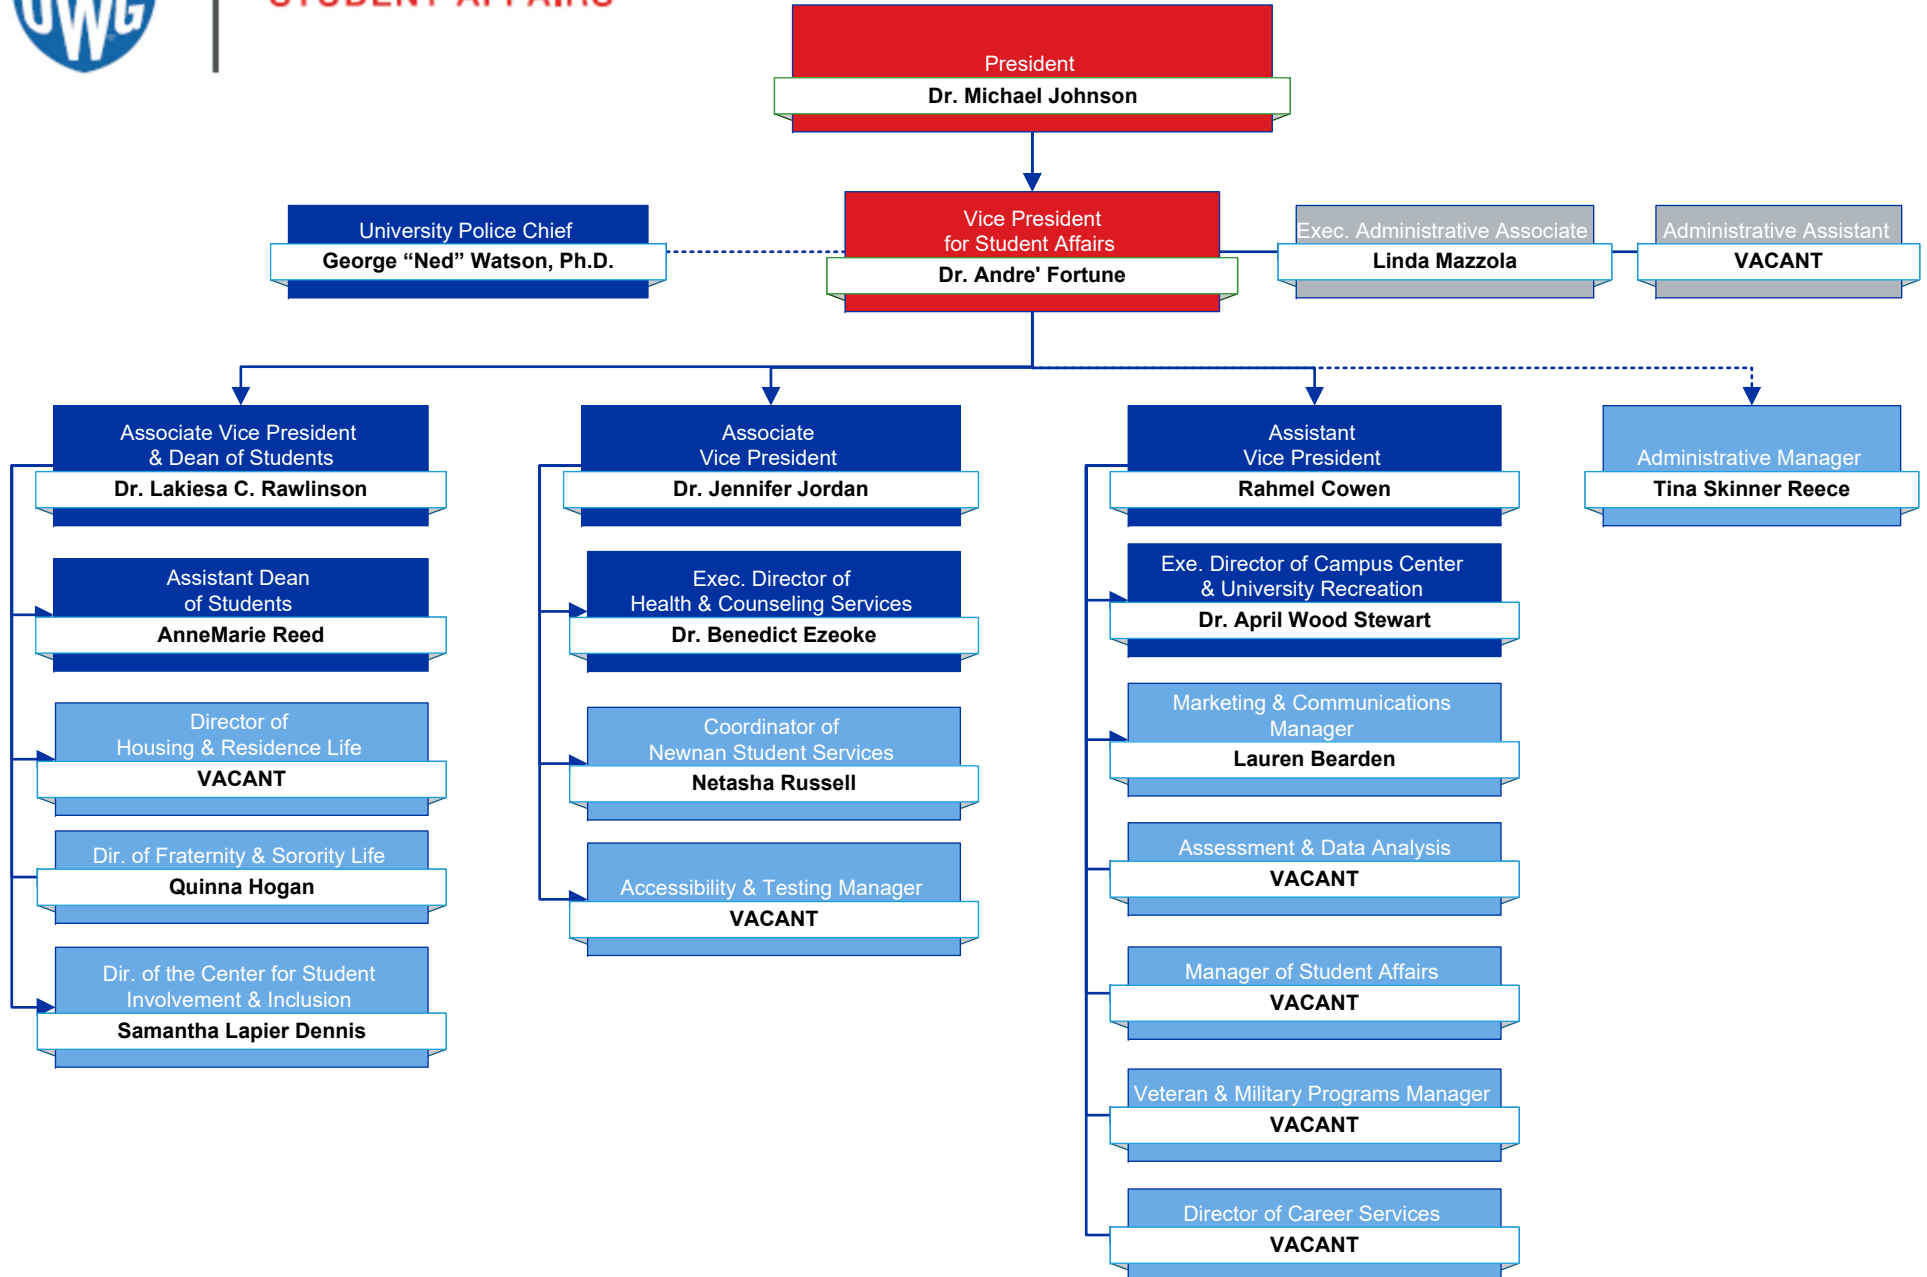 UWG
STUDENT AFFAIRS
President
Dr. Michael Johnson
University Police Chief
George “Ned” Watson, Ph.D.
Vice President
for Student Affairs
Dr. Andre' Fortune
Exec. Administrative Associate
Linda Mazzola
Administrative Assistant
VACANT
Associate Vice President
& Dean of Students
Dr. Lakiesa C. Rawlinson
Associate
Vice President
Dr. Jennifer Jordan
Assistant
Vice President
Rahmel Cowen
Administrative Manager
Tina Skinner Reece
Assistant Dean
of Students
AnneMarie Reed
Director of
Housing & Residence Life
VACANT
Dir. of Fraternity & Sorority Life
Quinna Hogan
Dir. of the Center for Student
Involvement & Inclusion
Samantha Lapier Dennis
Exec. Director of
Health & Counseling Services
Dr. Benedict Ezeoke
Coordinator of
Newnan Student Services
Netasha Russell
Accessibility & Testing Manager
VACANT
Exe. Director of Campus Center
& University Recreation
Dr. April Wood Stewart
Marketing & Communications
Manager
Lauren Bearden
Assessment & Data Analysis
VACANT
Manager of Student Affairs
VACANT
Veteran & Military Programs Manager
VACANT
Director of Career Services
VACANT